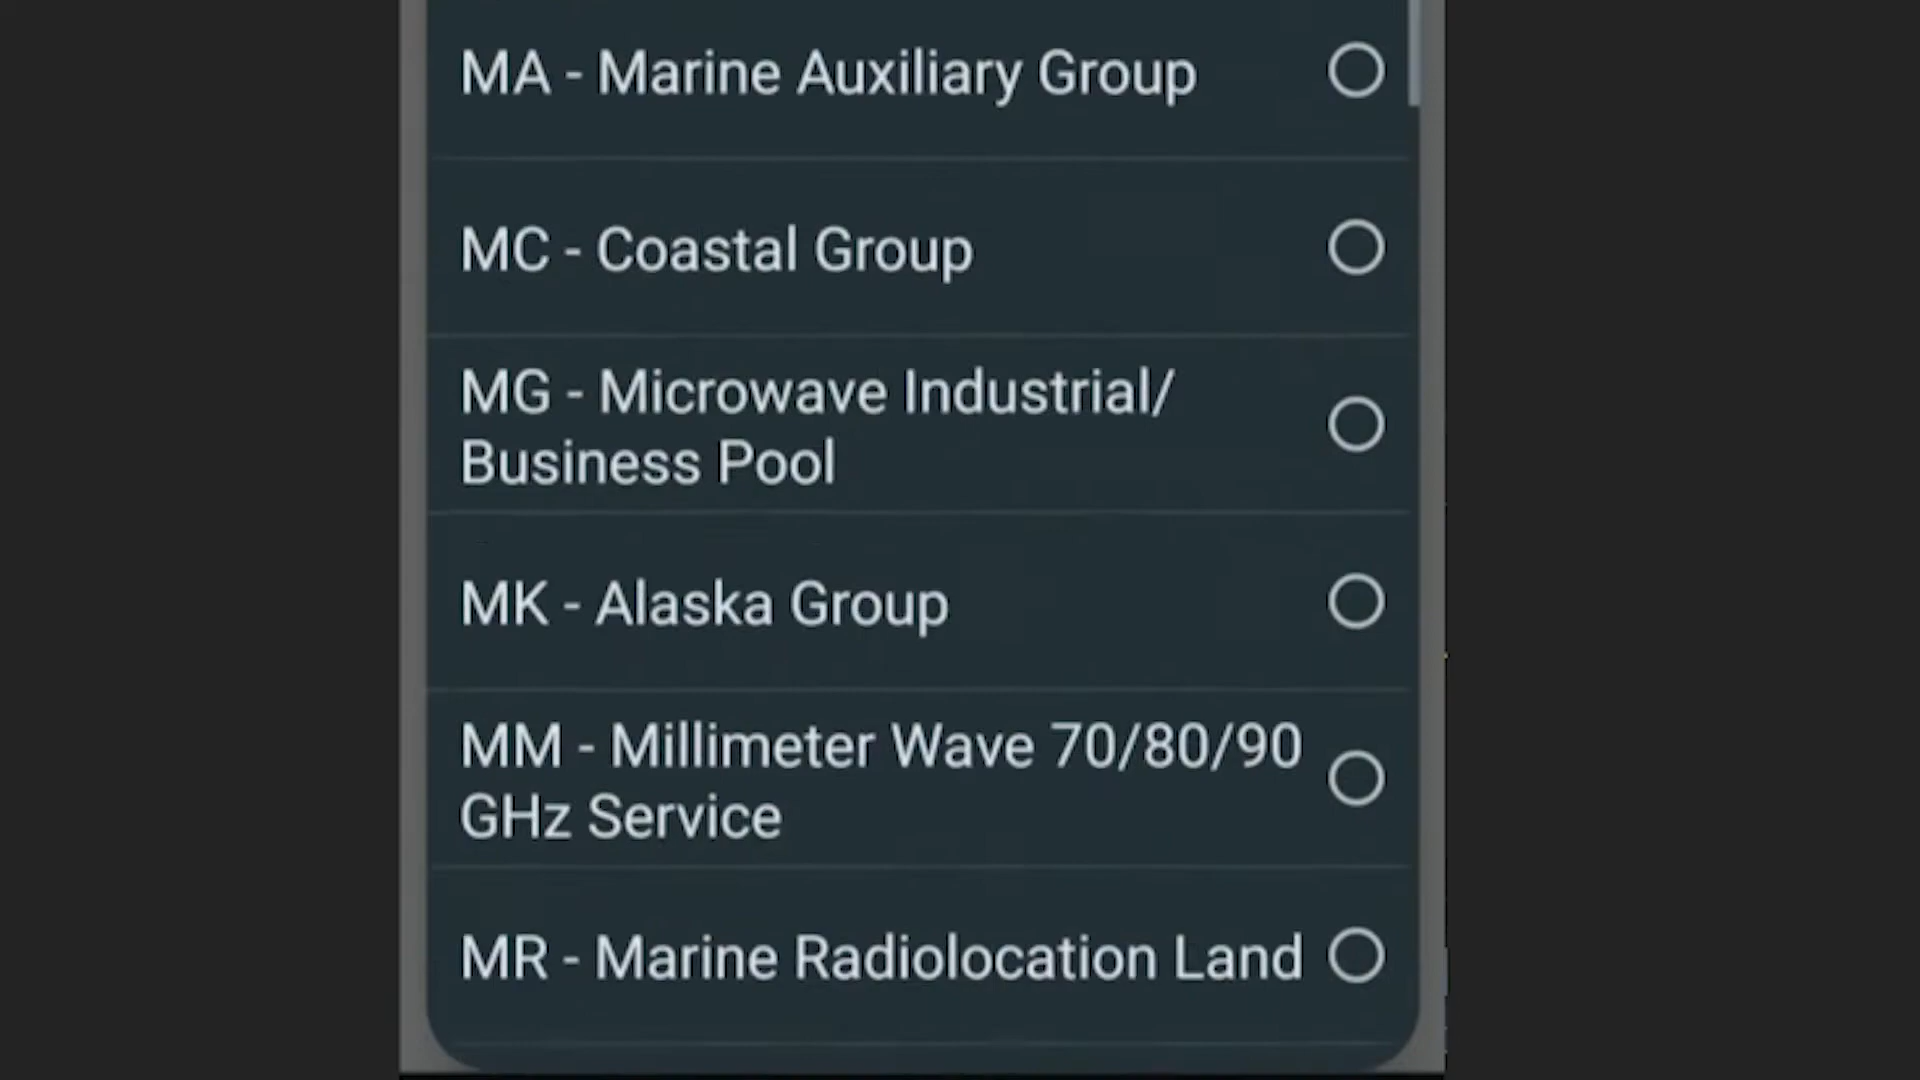 MA - Marine Auxiliary Group
MC - Coastal Group
MG - Microwave Industrial/
Business Pool
MK - Alaska Group
MM - Millimeter Wave 70/80/90
GHz Service
MR - Marine Radiolocation Land